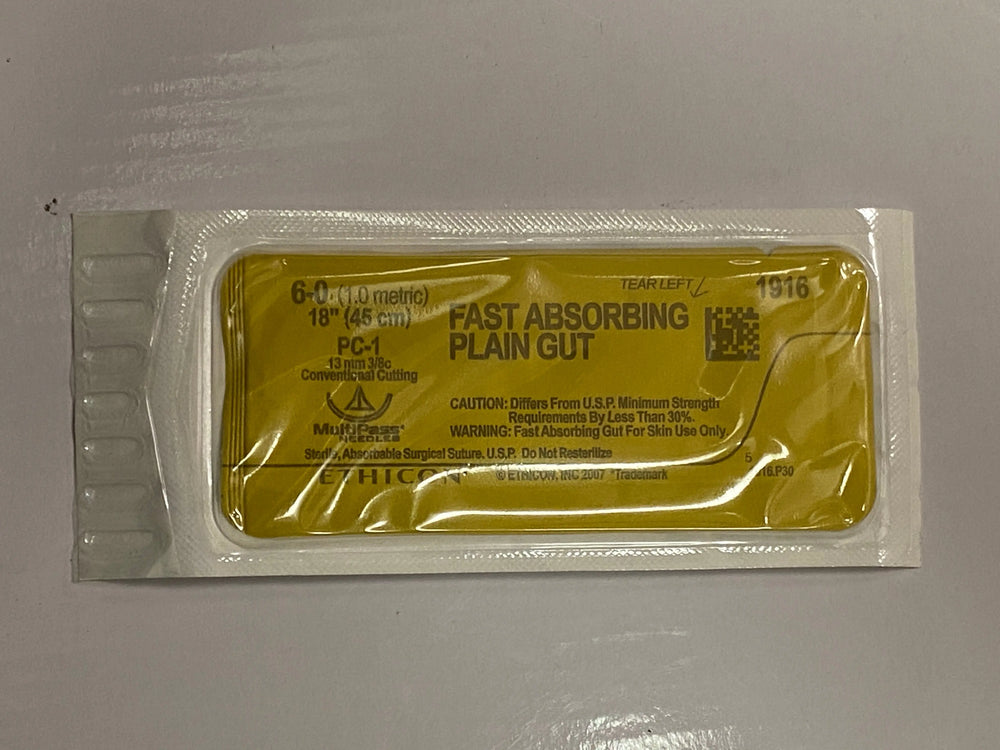 6-0 (1.0 metric)
18" (45 cm)
PC-1
13 mm 3/8c
Conventional Cutting
MultiPass*
NEEDLES
TEAR LEFT
1916
FAST ABSORBING
PLAIN GUT
CAUTION: Differs From U.S.P. Minimum Strength
Requirements By Less Than 30%.
WARNING: Fast Absorbing Gut For Skin Use Only
Sterile, Absorbable Surgical Suture, U.S.P. Do Not Resterilize
ETHICON*
© ETHICON, INC 2007 *Trademark
5